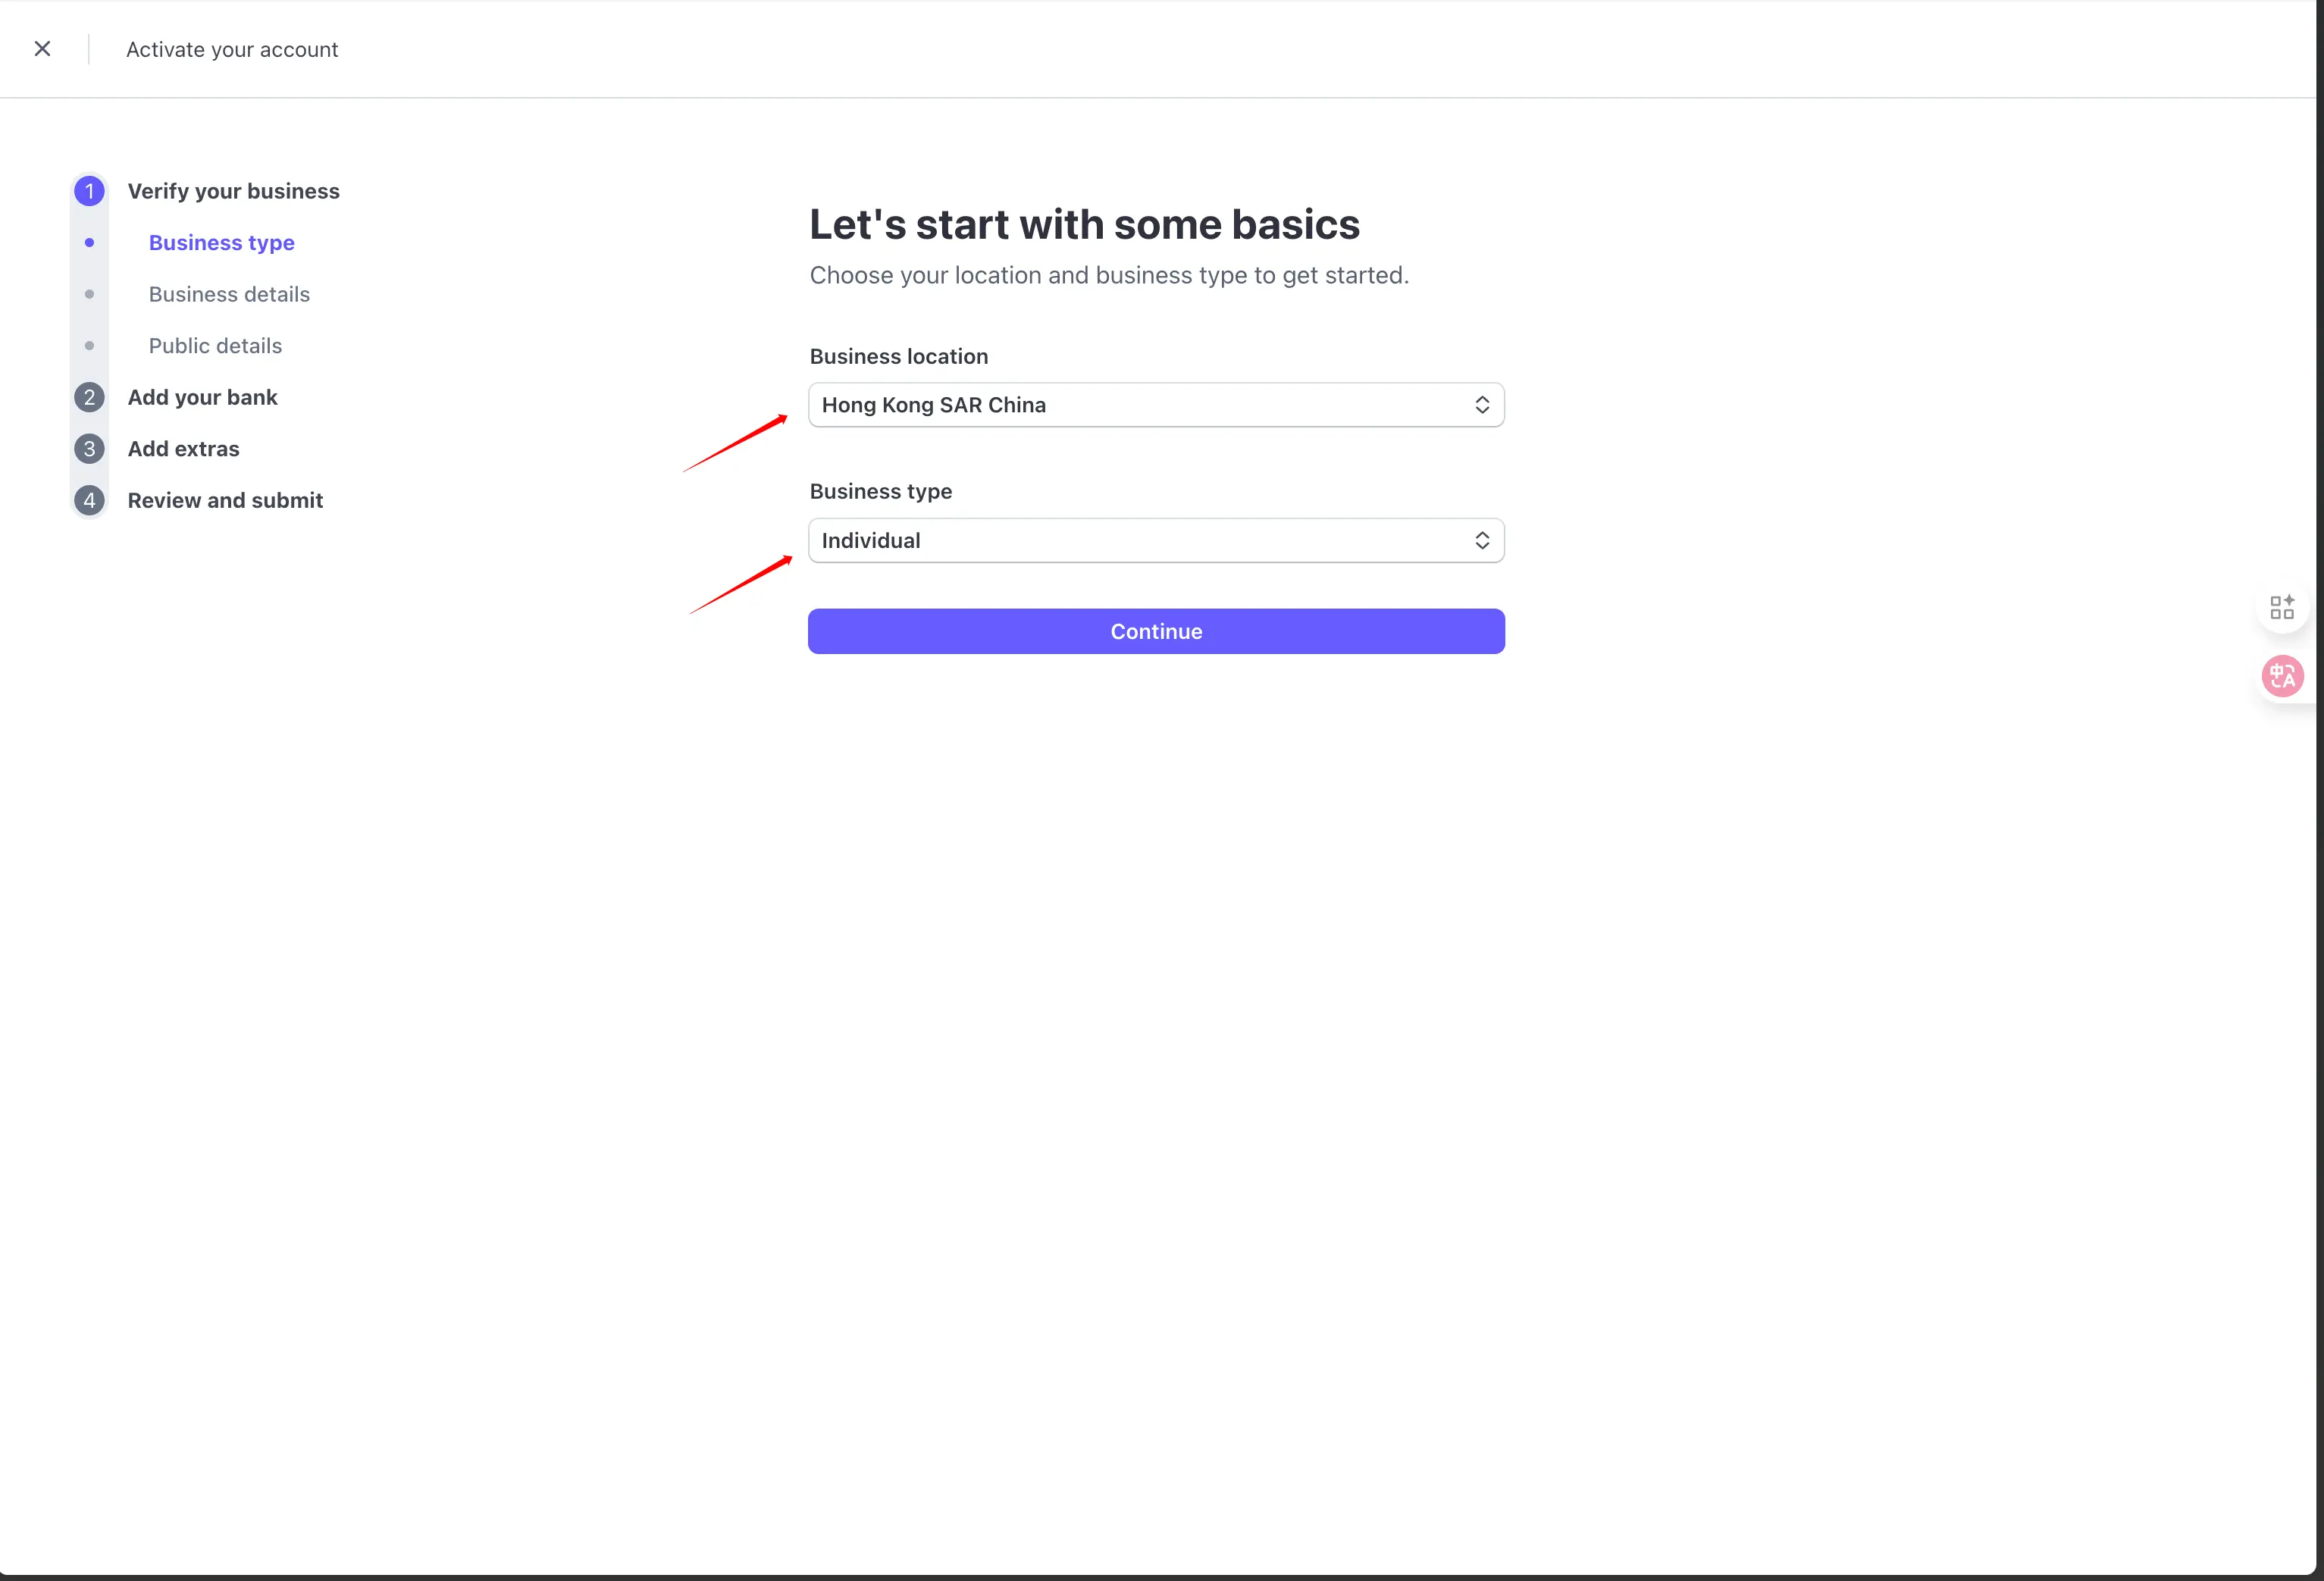 Activate your account
1 Verify your business
Business type
Business details
Public details
2 Add your bank
3 Add extras
4 Review and submit
Let's start with some basics
Choose your location and business type to get started.
Business location
Hong Kong SAR China
Business type
Individual
Continue
中A